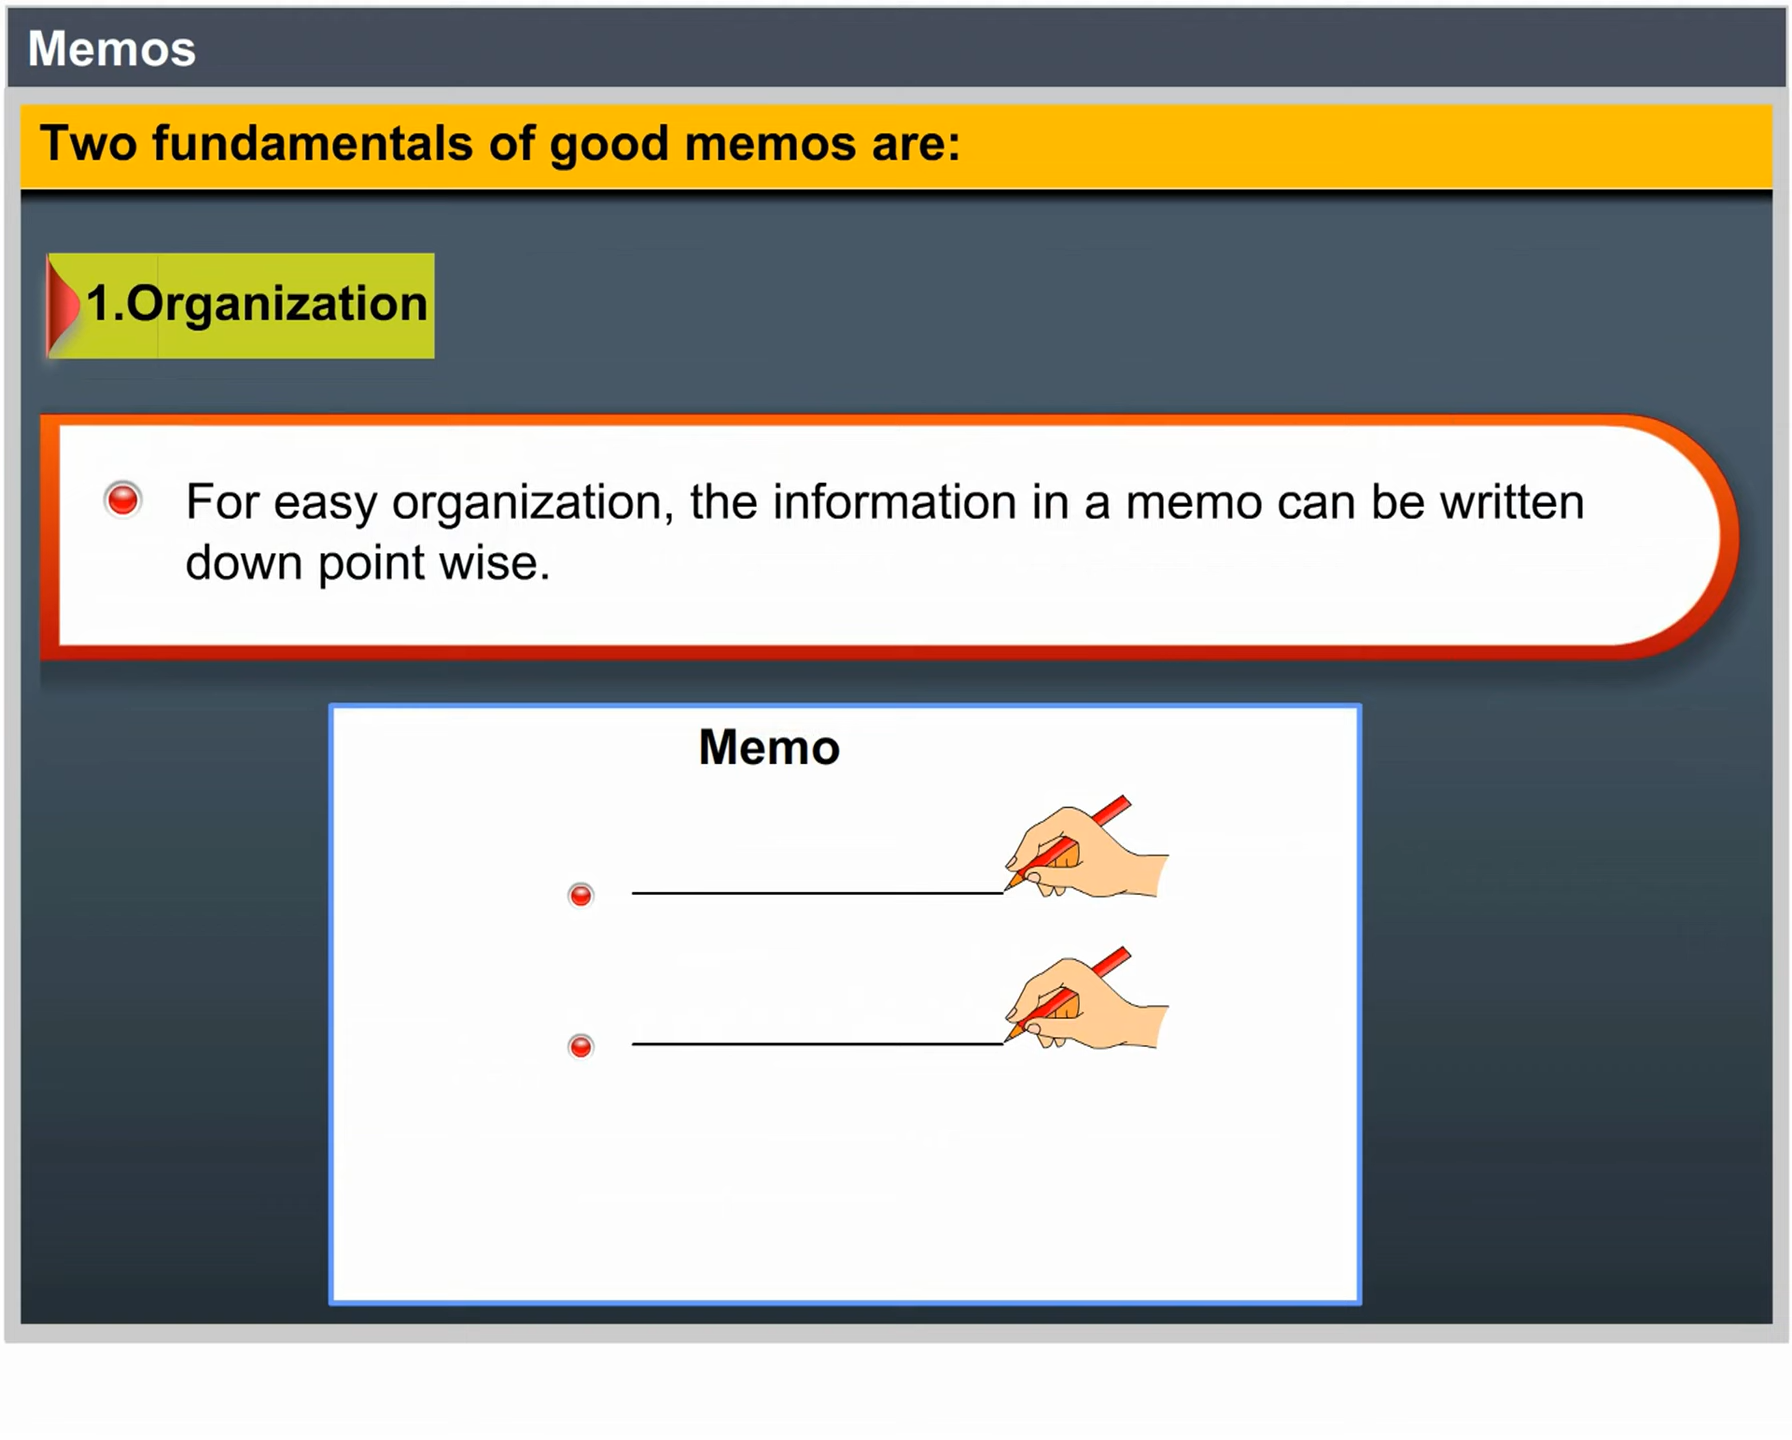 Memos
Two fundamentals of good memos are:
1.Organization
For easy organization, the information in a memo can be written
down point wise.
Memo